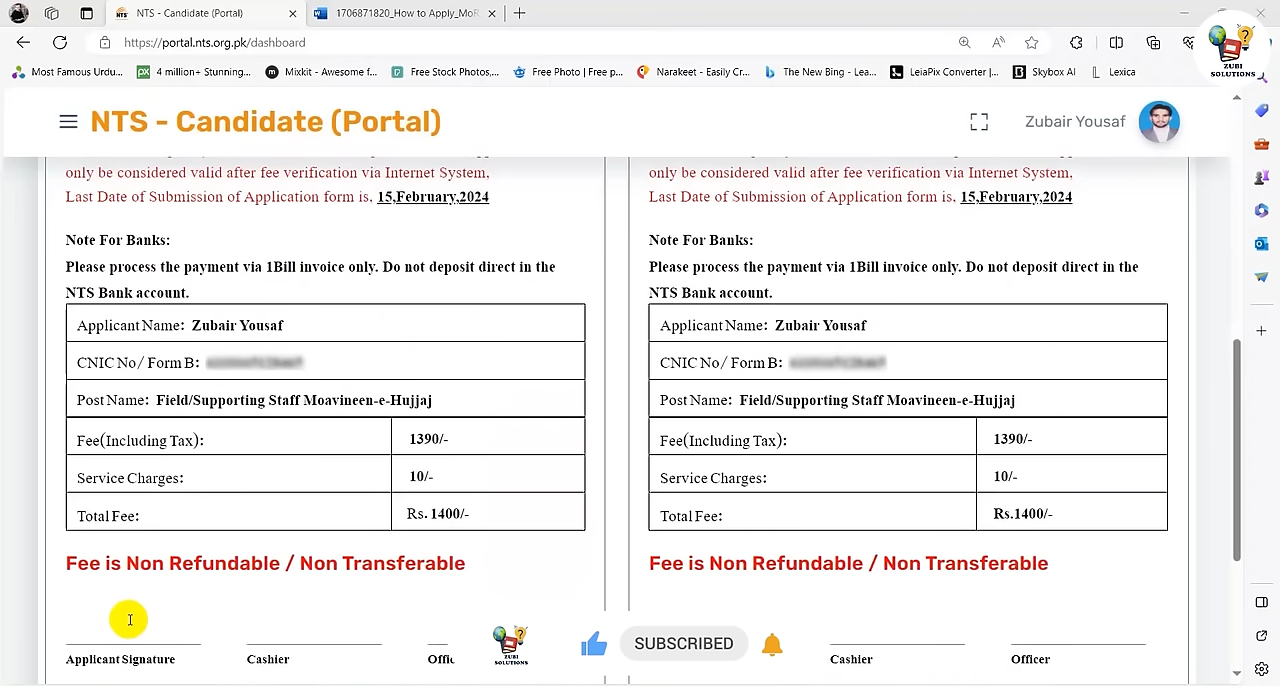 NTS - Candidate (Portal)
1706871820_How to Apply_MoR
https://portal.nts.org.pk/dashboard
Most Famous Urdu...
4 million+ Stunning...
Mixkit - Awesome f...
Free Stock Photos,...
Free Photo | Free p...
Narakeet - Easily Cr...
The New Bing - Lea...
LeiaPix Converter |...
Skybox AI
Lexica
ZUBI
SOLUTIONS
NTS - Candidate (Portal)
Zubair Yousaf
only be considered valid after fee verification via Internet System,
Last Date of Submission of Application form is, 15,February,2024
Note For Banks:
Please process the payment via 1Bill invoice only. Do not deposit direct in the
NTS Bank account.
Applicant Name: Zubair Yousaf
CNIC No/ Form B:
Post Name: Field/Supporting Staff Moavineen-e-Hujjaj
Fee(Including Tax): 1390/-
Service Charges: 10/-
Total Fee: Rs. 1400/-
Fee is Non Refundable / Non Transferable
Applicant Signature
Cashier
only be considered valid after fee verification via Internet System,
Last Date of Submission of Application form is, 15,February,2024
Note For Banks:
Please process the payment via 1Bill invoice only. Do not deposit direct in the
NTS Bank account.
Applicant Name: Zubair Yousaf
CNIC No/ Form B:
Post Name: Field/Supporting Staff Moavineen-e-Hujjaj
Fee(Including Tax): 1390/-
Service Charges: 10/-
Total Fee: Rs.1400/-
Fee is Non Refundable / Non Transferable
Cashier
Officer
ZUBI
SOLUTIONS
SUBSCRIBED